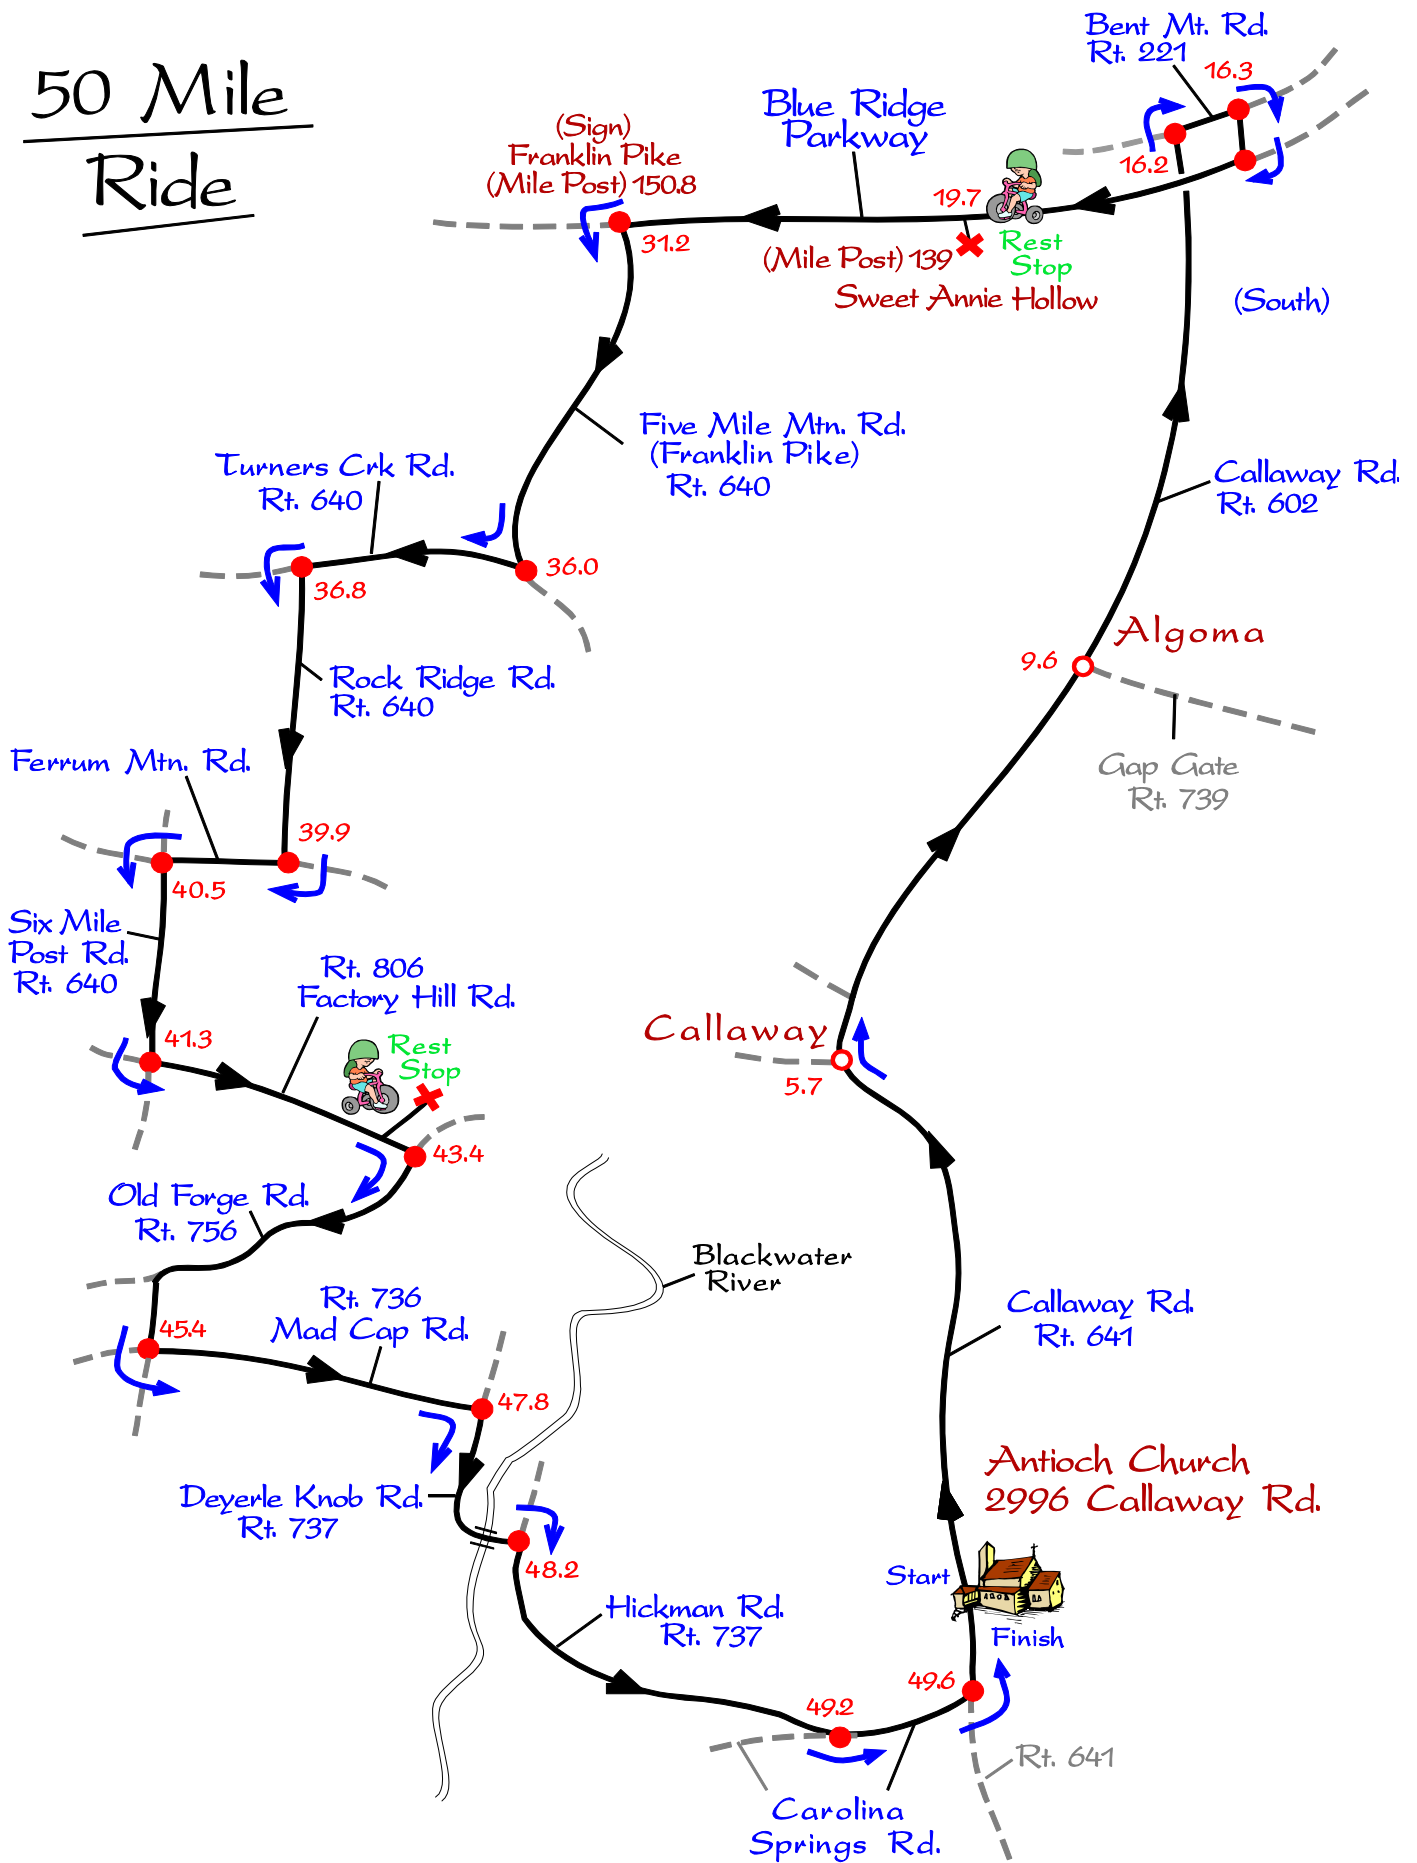 50 Mile
Ride
Bent Mt. Rd.
Rt. 221
16.3
16.2
Blue Ridge
Parkway
(Sign)
Franklin Pike
(Mile Post) 150.8
31.2
19.7
Rest
Stop
(Mile Post) 139
Sweet Annie Hollow
(South)
Five Mile Mtn. Rd.
(Franklin Pike)
Rt. 640
Callaway Rd.
Rt. 602
Turners Crk Rd.
Rt. 640
36.0
36.8
Algoma
9.6
Rock Ridge Rd.
Rt. 640
Gap Gate
Rt. 739
Ferrum Mtn. Rd.
39.9
40.5
Six Mile
Post Rd.
Rt. 640
Rt. 806
Factory Hill Rd.
41.3
Rest
Stop
Callaway
5.7
43.4
Old Forge Rd.
Rt. 756
Blackwater
River
Rt. 736
Mad Cap Rd.
45.4
Callaway Rd.
Rt. 641
47.8
Antioch Church
2996 Callaway Rd.
Deyerle Knob Rd.
Rt. 737
48.2
Start
Finish
Hickman Rd.
Rt. 737
49.6
49.2
Rt. 641
Carolina
Springs Rd.